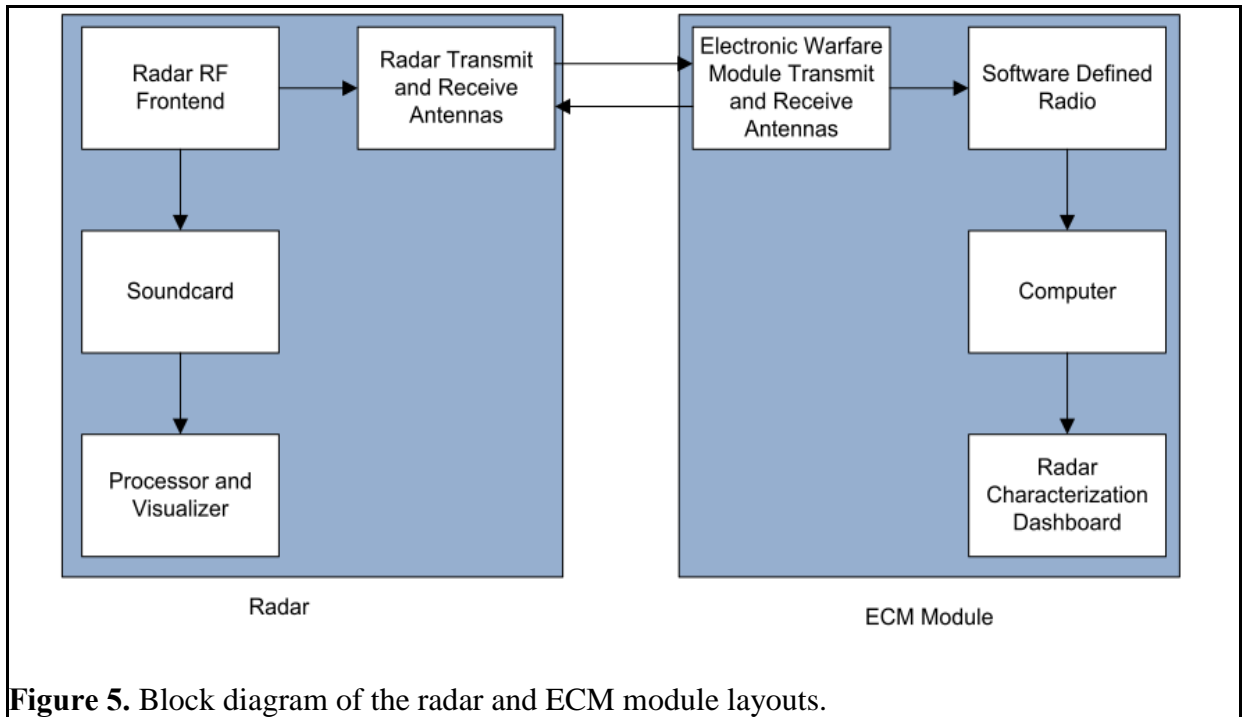 Radar RF
Frontend
Radar Transmit
and Receive
Antennas
Electronic Warfare
Module Transmit
and Receive
Antennas
Software Defined
Radio
Soundcard
Computer
Processor and
Visualizer
Radar
Characterization
Dashboard
Radar
ECM Module
Figure 5. Block diagram of the radar and ECM module layouts.